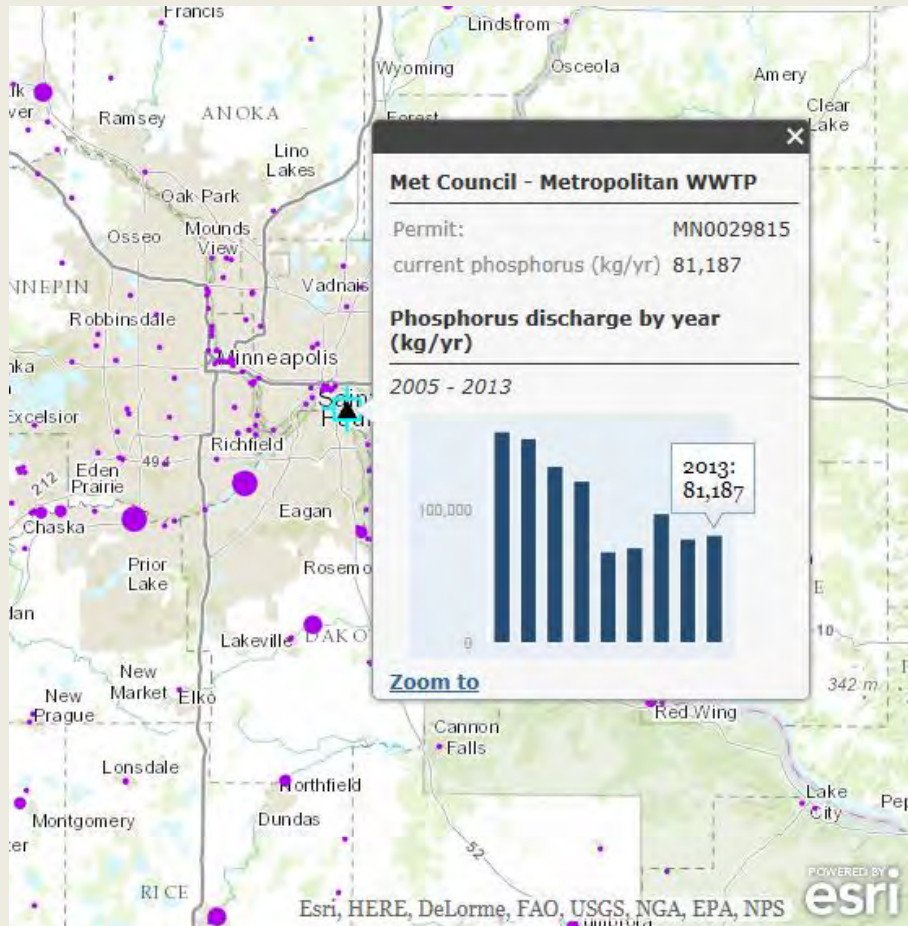 Francis
Lindstrom
Wyoming
Osceola
Amery
Clear
Lake
Ramsey
ANOKA
Forest
Lino
Lakes
Oak Park
Mounds
View
Osseo
Vadnais
NNEPIN
Robbinsdale
Minneapolis
Excelsior
Richfield
494
212
Eden
Prairie
Chaska
Eagan
Prior
Lake
Rosemo
Lakeville
DAKO
New
Market
Elko
New
Prague
Lonsdale
Northfield
Montgomery
Dundas
RICE
Met Council - Metropolitan WWTP
Permit: MN0029815
current phosphorus (kg/yr) 81,187
Phosphorus discharge by year
(kg/yr)
2005 - 2013
2013:
81,187
100,000
0
Zoom to
E
10
342 m
Red Wing
Cannon
Falls
Lake
City
Pep
52
POWERED BY
esri
Esri, HERE, DeLorme, FAO, USGS, NGA, EPA, NPS